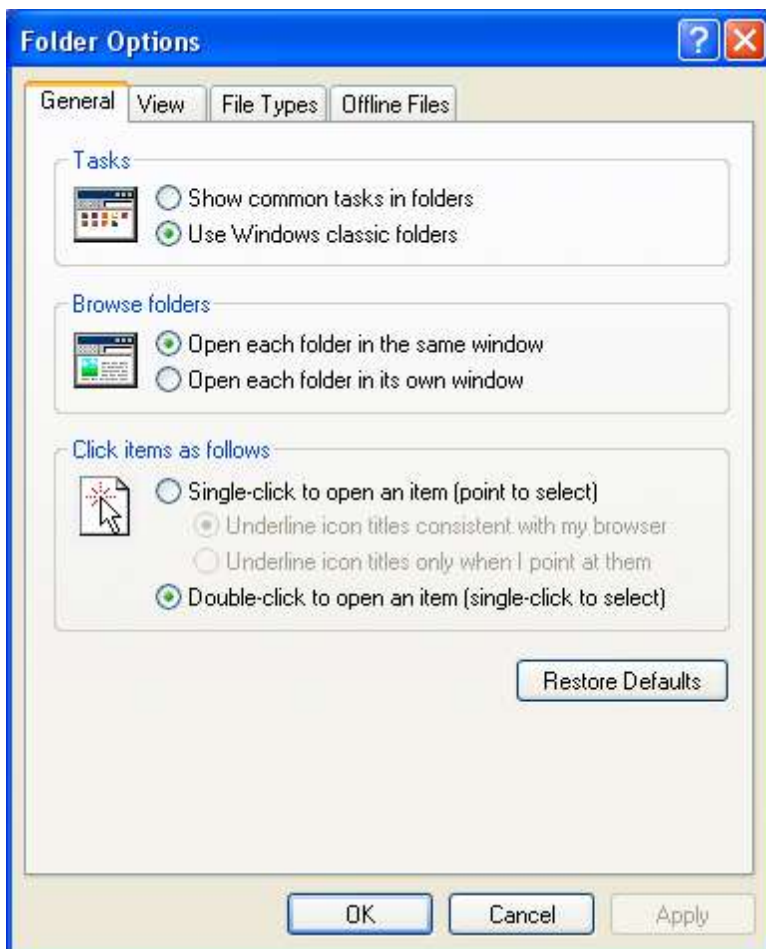 Folder Options
General View File Types Offline Files
Tasks
Show common tasks in folders
Use Windows classic folders
Browse folders
Open each folder in the same window
Open each folder in its own window
Click items as follows
Single-click to open an item (point to select)
Underline icon titles consistent with my browser
Underline icon titles only when I point at them
Double-click to open an item (single-click to select)
Restore Defaults
OK Cancel Apply